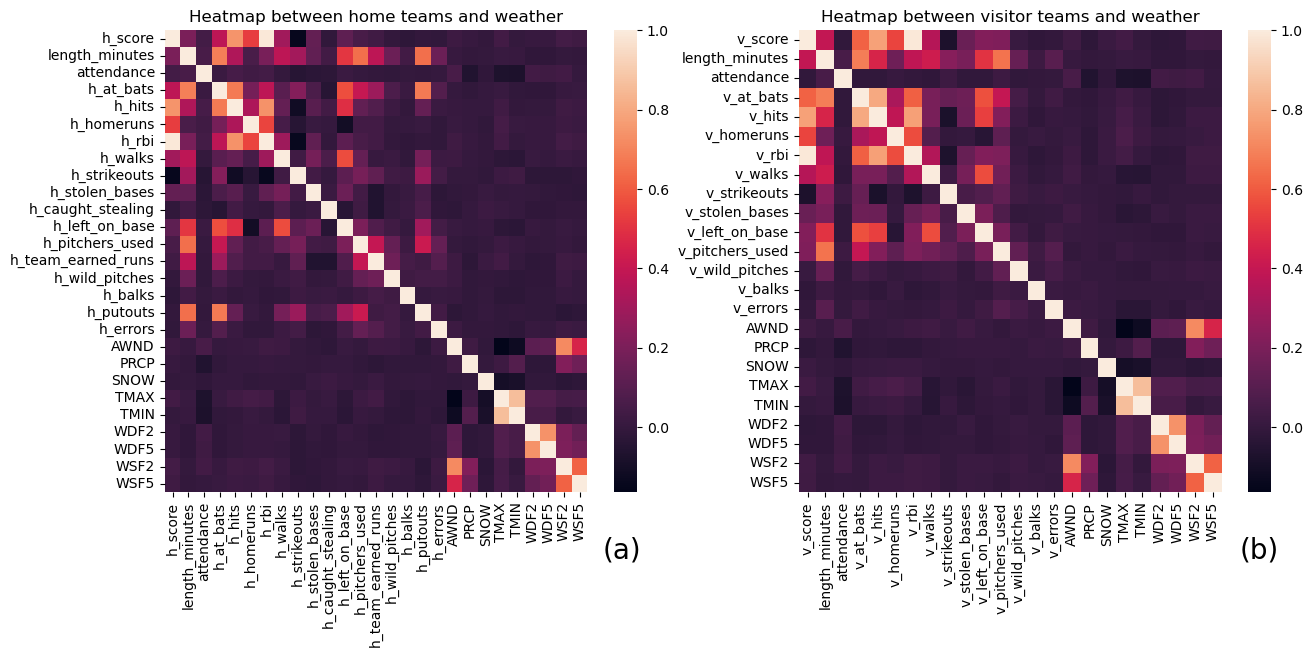 Heatmap between home teams and weather
h_score
length_minutes
attendance
h_at_bats
h_hits
h_homeruns
h_rbi
h_walks
h_strikeouts
h_stolen_bases
h_caught_stealing
h_left_on_base
h_pitchers_used
h_team_earned_runs
h_wild_pitches
h_balks
h_putouts
h_errors
AWND
PRCP
SNOW
TMAX
TMIN
WDF2
WDF5
WSF2
WSF5
h_score
length_minutes
attendance
h_at_bats
h_hits
h_homeruns
h_rbi
h_walks
h_strikeouts
h_stolen_bases
h_caught_stealing
h_left_on_base
h_pitchers_used
h_team_earned_runs
h_wild_pitches
h_balks
h_putouts
h_errors
AWND
PRCP
SNOW
TMAX
TMIN
WDF2
WDF5
WSF2
WSF5
1.0
0.8
0.6
0.4
0.2
0.0
(a)
Heatmap between visitor teams and weather
v_score
length_minutes
attendance
v_at_bats
v_hits
v_homeruns
v_rbi
v_walks
v_strikeouts
v_stolen_bases
v_left_on_base
v_pitchers_used
v_wild_pitches
v_balks
v_errors
AWND
PRCP
SNOW
TMAX
TMIN
WDF2
WDF5
WSF2
WSF5
v_score
length_minutes
attendance
v_at_bats
v_hits
v_homeruns
v_rbi
v_walks
v_strikeouts
v_stolen_bases
v_left_on_base
v_pitchers_used
v_wild_pitches
v_balks
v_errors
AWND
PRCP
SNOW
TMAX
TMIN
WDF2
WDF5
WSF2
WSF5
1.0
0.8
0.6
0.4
0.2
0.0
(b)